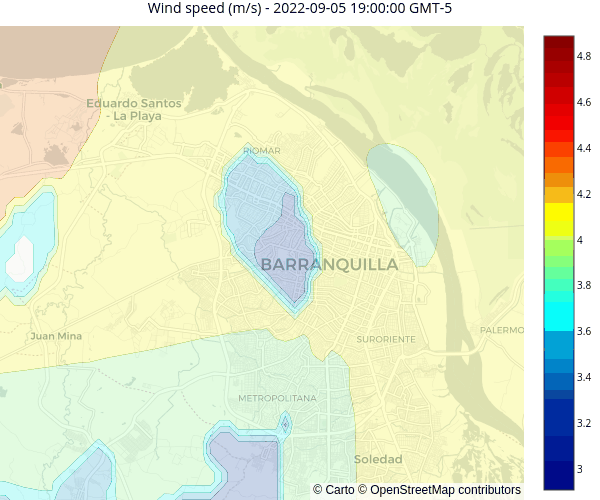 Wind speed (m/s) - 2022-09-05 19:00:00 GMT-5
Eduardo Santos
- La Playa
RIOMAR
BARRANQUILLA
Juan Mina
SURORIENTE
PALERMO
METROPOLITANA
Soledad
© Carto © OpenStreetMap contributors
4.8
4.6
4.4
4.2
4
3.8
3.6
3.4
3.2
3